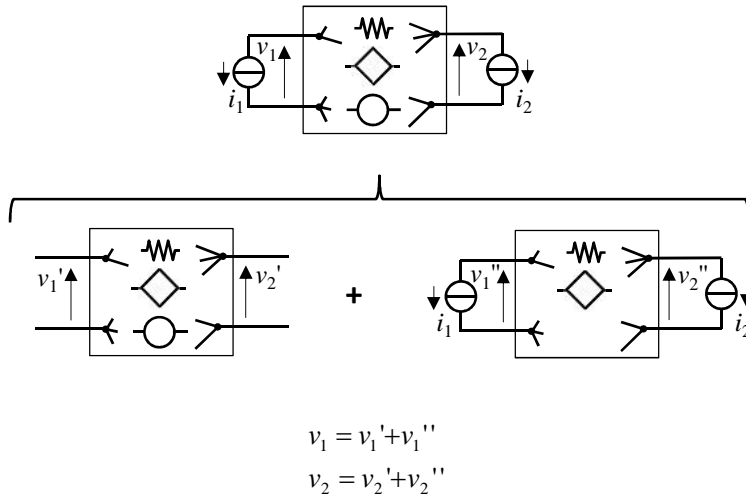 v₁ v₂
i₁ i₂
v₁' v₂' + v₁'' v₂''
i₁ i₂
v₁ = v₁'+v₁''
v₂ = v₂'+v₂''